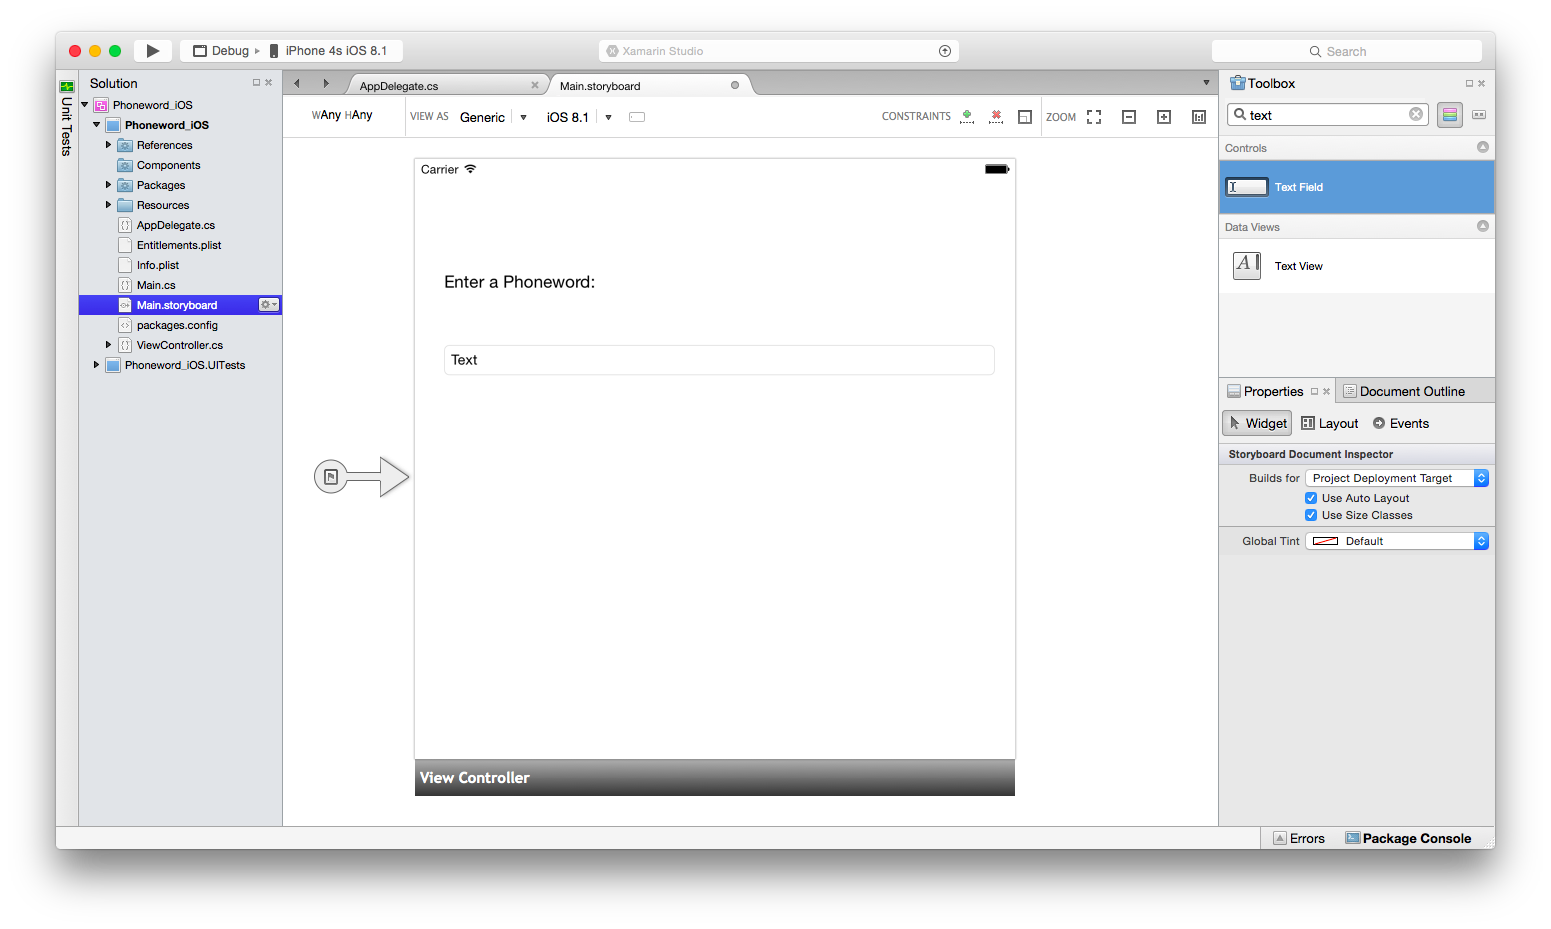 Debug iPhone 4s iOS 8.1 Xamarin Studio Search
Unit Tests
Solution
Phoneword_iOS
Phoneword_iOS
References
Components
Packages
Resources
AppDelegate.cs
Entitlements.plist
Info.plist
Main.cs
Main.storyboard
packages.config
ViewController.cs
Phoneword_iOS.UITests
AppDelegate.cs Main.storyboard
WAny HAny VIEW AS Generic iOS 8.1 CONSTRAINTS ZOOM
Carrier
Enter a Phoneword:
Text
View Controller
Toolbox
text
Controls
Text Field
Data Views
Text View
Properties Document Outline
Widget Layout Events
Storyboard Document Inspector
Builds for Project Deployment Target
Use Auto Layout
Use Size Classes
Global Tint Default
Errors Package Console